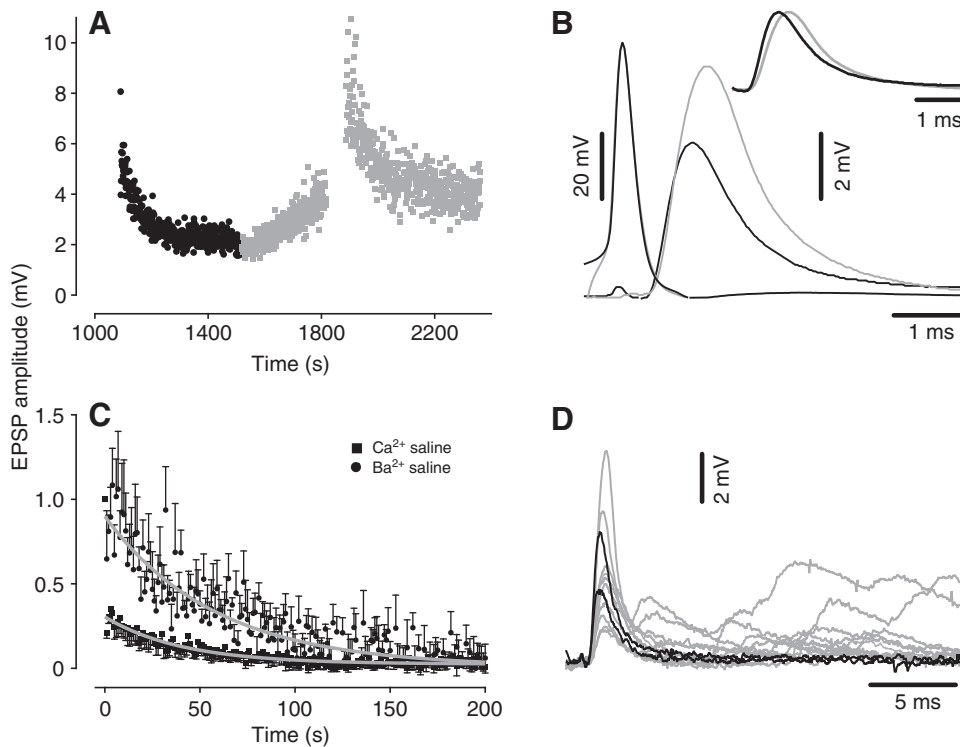 A
10
8
6
4
2
0
1000 1400 1800 2200
Time (s)
EPSP amplitude (mV)
B
20 mV
2 mV
1 ms
1 ms
C
1.5
1.0
0.5
0
Ca²⁺ saline
Ba²⁺ saline
0 50 100 150 200
Time (s)
D
2 mV
5 ms